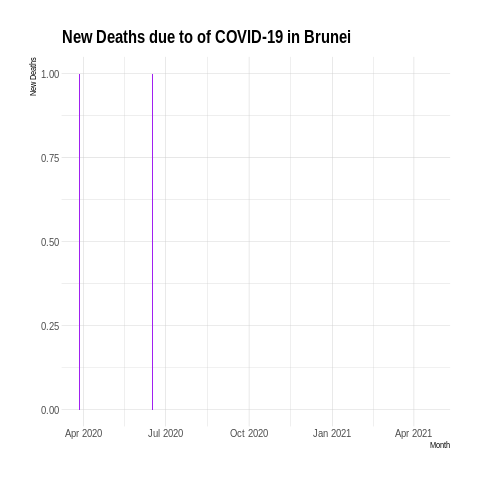 New Deaths due to of COVID-19 in Brunei
New Deaths
1.00
0.75
0.50
0.25
0.00
Apr 2020 Jul 2020 Oct 2020 Jan 2021 Apr 2021
Month